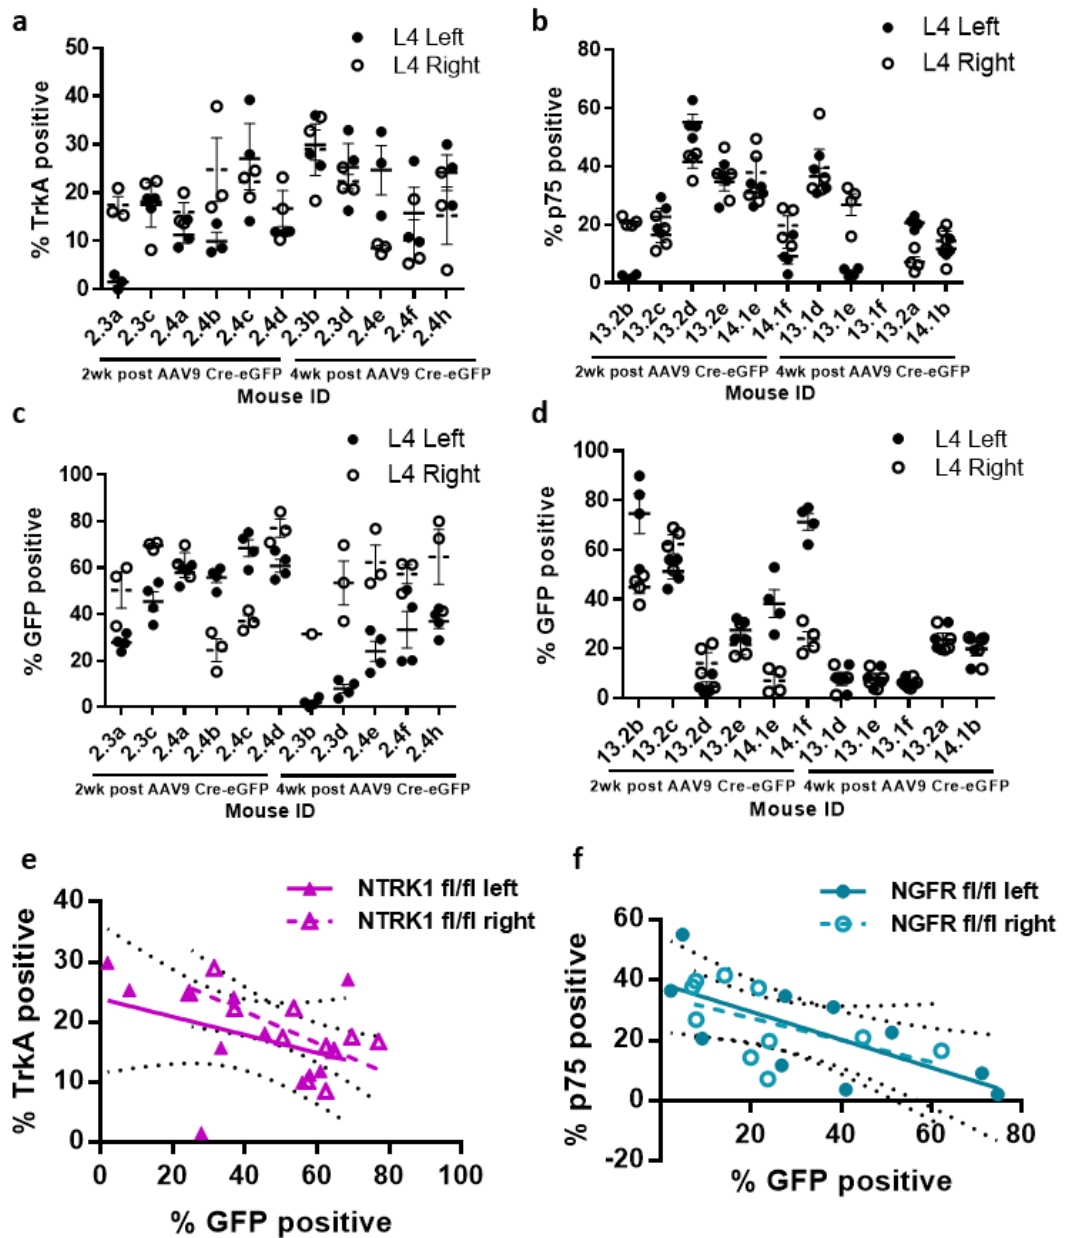 a
L4 Left
L4 Right
% TrkA positive
50
40
30
20
10
0
2.3a 2.3c 2.4a 2.4b 2.4c 2.4d 2.3b 2.3d 2.4e 2.4f 2.4h
2wk post AAV9 Cre-eGFP 4wk post AAV9 Cre-eGFP
Mouse ID
b
L4 Left
L4 Right
% p75 positive
80
60
40
20
0
13.2b 13.2c 13.2d 13.2e 14.1e 14.1f 13.1d 13.1e 13.1f 13.2a 14.1b
2wk post AAV9 Cre-eGFP 4wk post AAV9 Cre-eGFP
Mouse ID
c
L4 Left
L4 Right
% GFP positive
100
80
60
40
20
0
2.3a 2.3c 2.4a 2.4b 2.4c 2.4d 2.3b 2.3d 2.4e 2.4f 2.4h
2wk post AAV9 Cre-eGFP 4wk post AAV9 Cre-eGFP
Mouse ID
d
L4 Left
L4 Right
% GFP positive
100
80
60
40
20
0
13.2b 13.2c 13.2d 13.2e 14.1e 14.1f 13.1d 13.1e 13.1f 13.2a 14.1b
2wk post AAV9 Cre-eGFP 4wk post AAV9 Cre-eGFP
Mouse ID
e
NTRK1 fl/fl left
NTRK1 fl/fl right
% TrkA positive
40
30
20
10
0
0 20 40 60 80 100
% GFP positive
f
NGFR fl/fl left
NGFR fl/fl right
% p75 positive
60
40
20
0
-20
20 40 60 80
% GFP positive